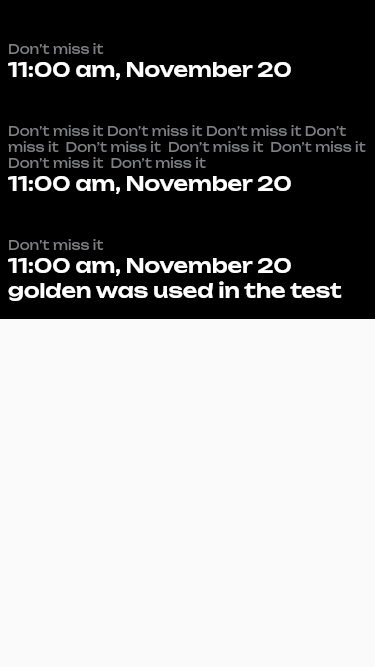 Don't miss it
11:00 am, November 20
Don't miss it Don't miss it Don't miss it Don't
miss it  Don't miss it  Don't miss it  Don't miss it
Don't miss it  Don't miss it
11:00 am, November 20
Don't miss it
11:00 am, November 20
golden was used in the test